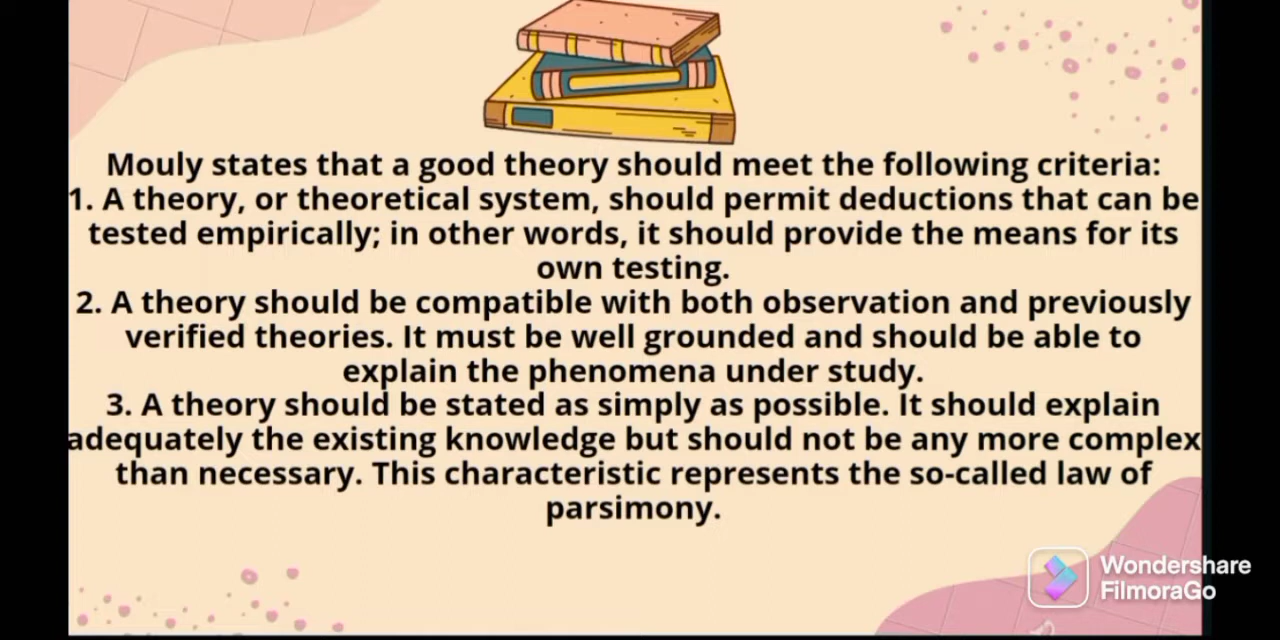 Mouly states that a good theory should meet the following criteria:
1. A theory, or theoretical system, should permit deductions that can be
tested empirically; in other words, it should provide the means for its
own testing.
2. A theory should be compatible with both observation and previously
verified theories. It must be well grounded and should be able to
explain the phenomena under study.
3. A theory should be stated as simply as possible. It should explain
adequately the existing knowledge but should not be any more complex
than necessary. This characteristic represents the so-called law of
parsimony.
Wondershare
FilmoraGo